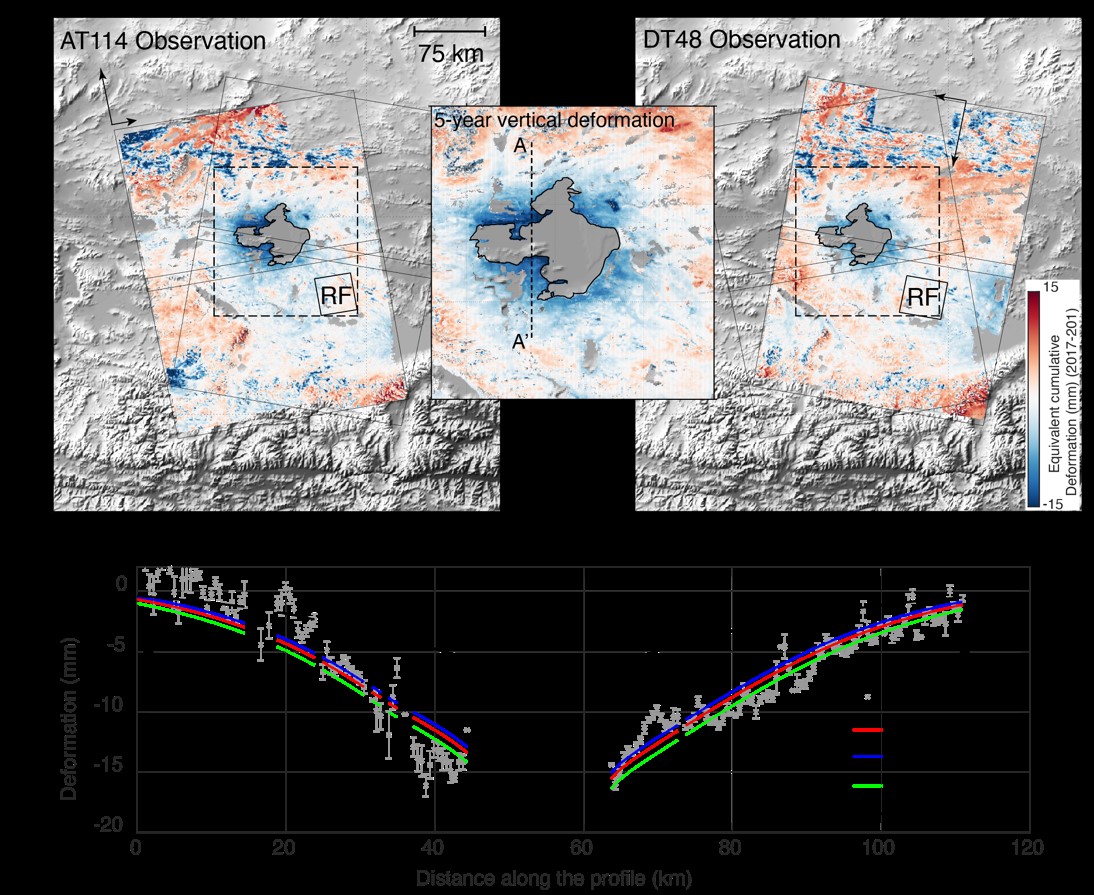 AT114 Observation
75 km
DT48 Observation
5-year vertical deformation
A
A'
RF
RF
15
-15
Equivalent cumulative
Deformation (mm) (2017-201)
0
-5
-10
-15
-20
Deformation (mm)
0
20
40
60
80
100
120
Distance along the profile (km)